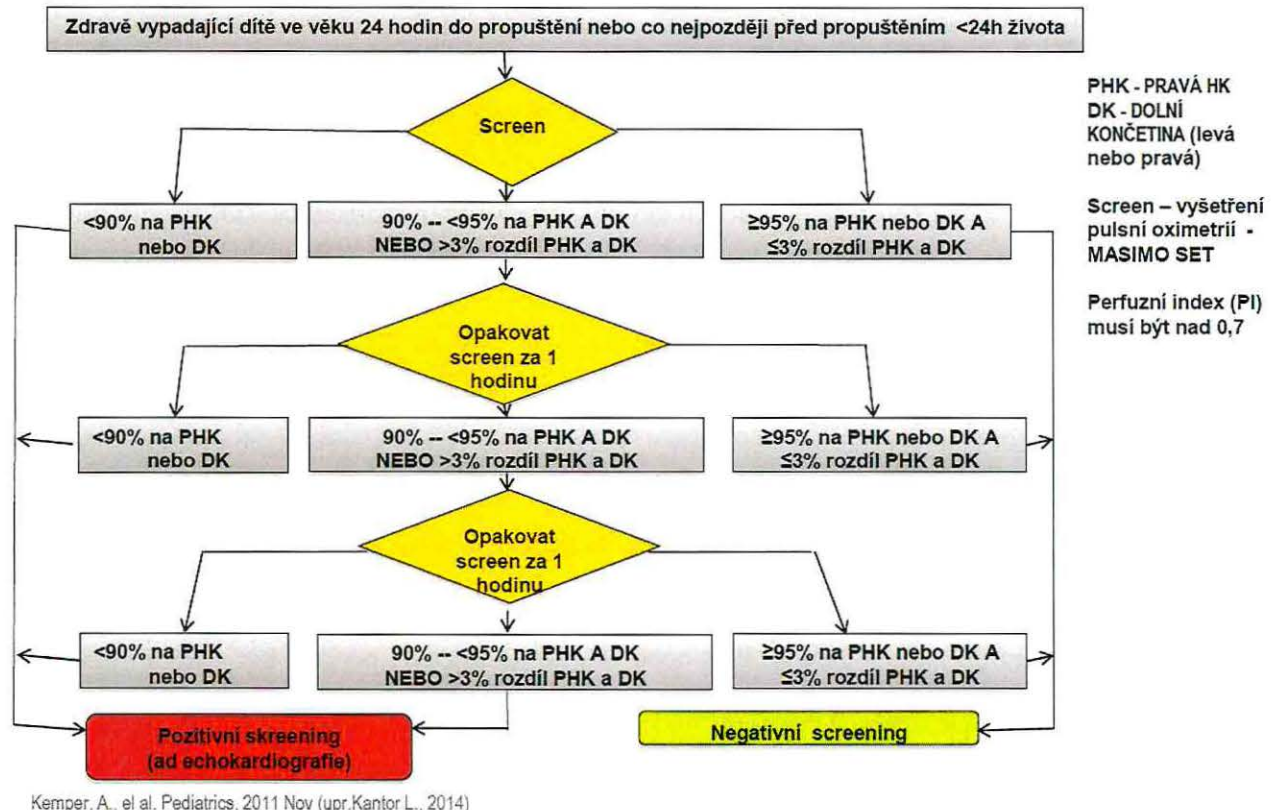 Zdravě vypadající dítě ve věku 24 hodin do propuštění nebo co nejpozději před propuštěním <24h života
Screen
<90% na PHK
nebo DK
90% -- <95% na PHK A DK
NEBO >3% rozdíl PHK a DK
≥95% na PHK nebo DK A
≤3% rozdíl PHK a DK
Opakovat
screen za 1
hodinu
<90% na PHK
nebo DK
90% -- <95% na PHK A DK
NEBO >3% rozdíl PHK a DK
≥95% na PHK nebo DK A
≤3% rozdíl PHK a DK
Opakovat
screen za 1
hodinu
<90% na PHK
nebo DK
90% -- <95% na PHK A DK
NEBO >3% rozdíl PHK a DK
≥95% na PHK nebo DK A
≤3% rozdíl PHK a DK
Pozitivní skreening
(ad echokardiografie)
Negativní screening
PHK - PRAVÁ HK
DK - DOLNÍ
KONČETINA (levá
nebo pravá)
Screen – vyšetření
pulsní oximetrií -
MASIMO SET
Perfuzní index (PI)
musí být nad 0,7
Kemper, A., el al. Pediatrics. 2011 Nov (upr.Kantor L., 2014)